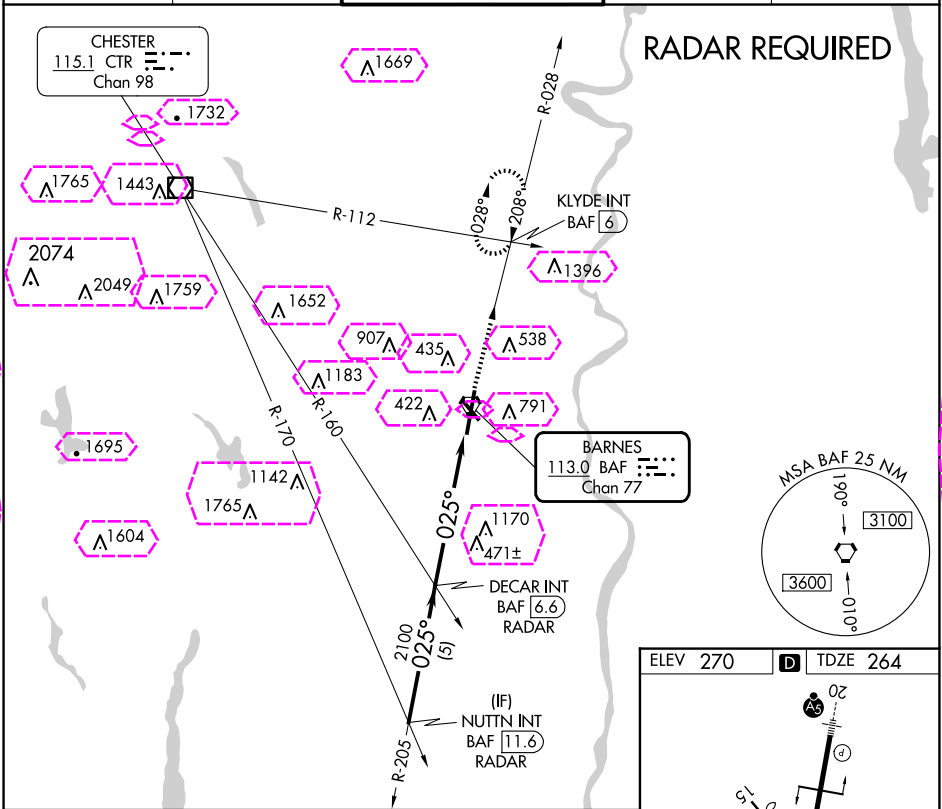 CHESTER
115.1 CTR
Chan 98
RADAR REQUIRED
1669
1732
R-028
1765
1443
R-112
028°
208°
KLYDE INT
BAF 6
2074
2049
1759
1396
1652
907
435
538
1183
422
791
R-170
R-160
BARNES
113.0 BAF
Chan 77
1695
1142
1765
1604
025°
1170
471±
MSA BAF 25 NM
190°
3100
3600
010°
DECAR INT
BAF 6.6
RADAR
2100
025°
(5)
(IF)
NUTTN INT
BAF 11.6
RADAR
R-205
ELEV 270
D
TDZE 264
20
A5
P
15